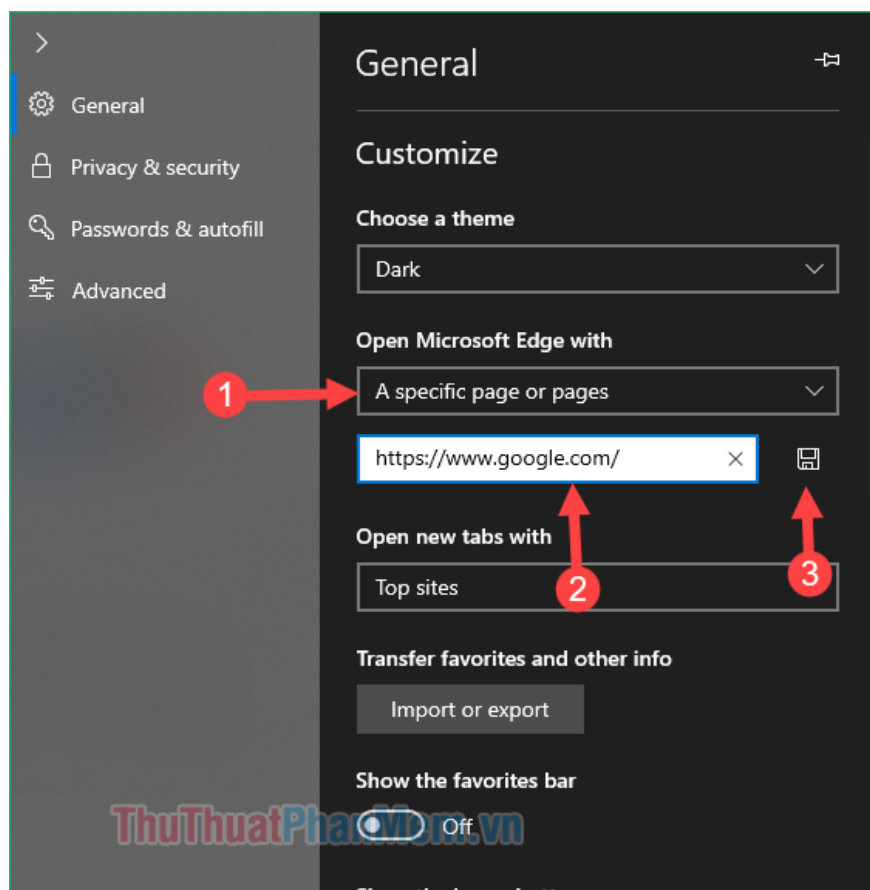 General
Privacy & security
Passwords & autofill
Advanced
General
Customize
Choose a theme
Dark
Open Microsoft Edge with
1
A specific page or pages
https://www.google.com/
Open new tabs with
Top sites
2
3
Transfer favorites and other info
Import or export
Show the favorites bar
Off
ThuThuatPhanMem.vn